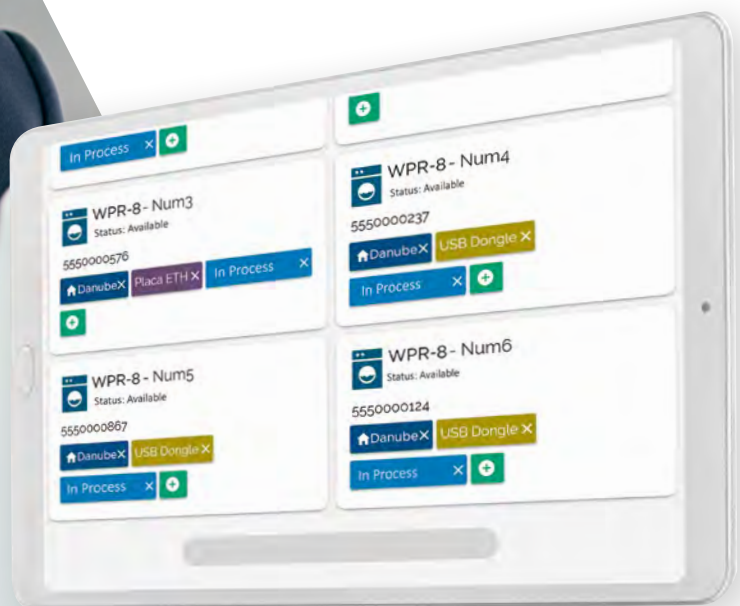 In Process ×
WPR-8 - Num3
Status: Available
5550000576
Danube× Placa ETH × In Process ×
WPR-8 - Num4
Status: Available
5550000237
Danube× USB Dongle ×
In Process ×
WPR-8 - Num5
Status: Available
5550000867
Danube× USB Dongle ×
In Process ×
WPR-8 - Num6
Status: Available
5550000124
Danube× USB Dongle ×
In Process ×